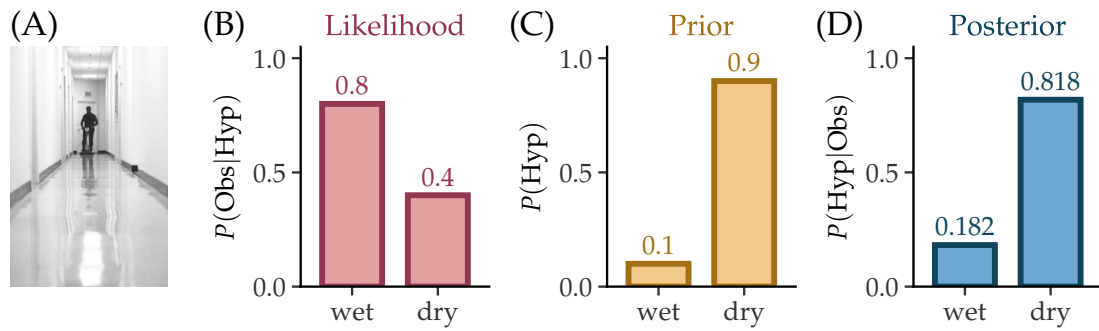 (A)
(B) Likelihood
P(Obs|Hyp)
1.0
0.5
0.0
0.8
0.4
wet dry
(C) Prior
P(Hyp)
1.0
0.5
0.0
0.1
0.9
wet dry
(D) Posterior
P(Hyp|Obs)
1.0
0.5
0.0
0.182
0.818
wet dry